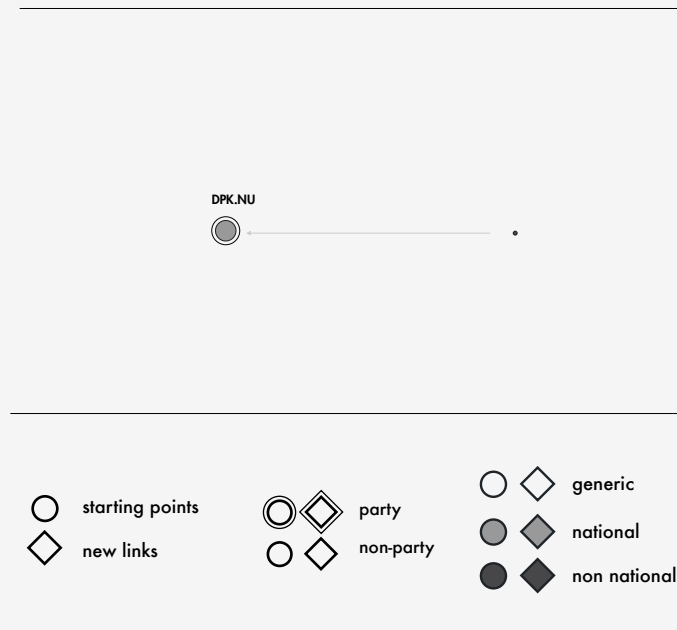 DPK.NU
starting points
new links
party
non-party
generic
national
non national